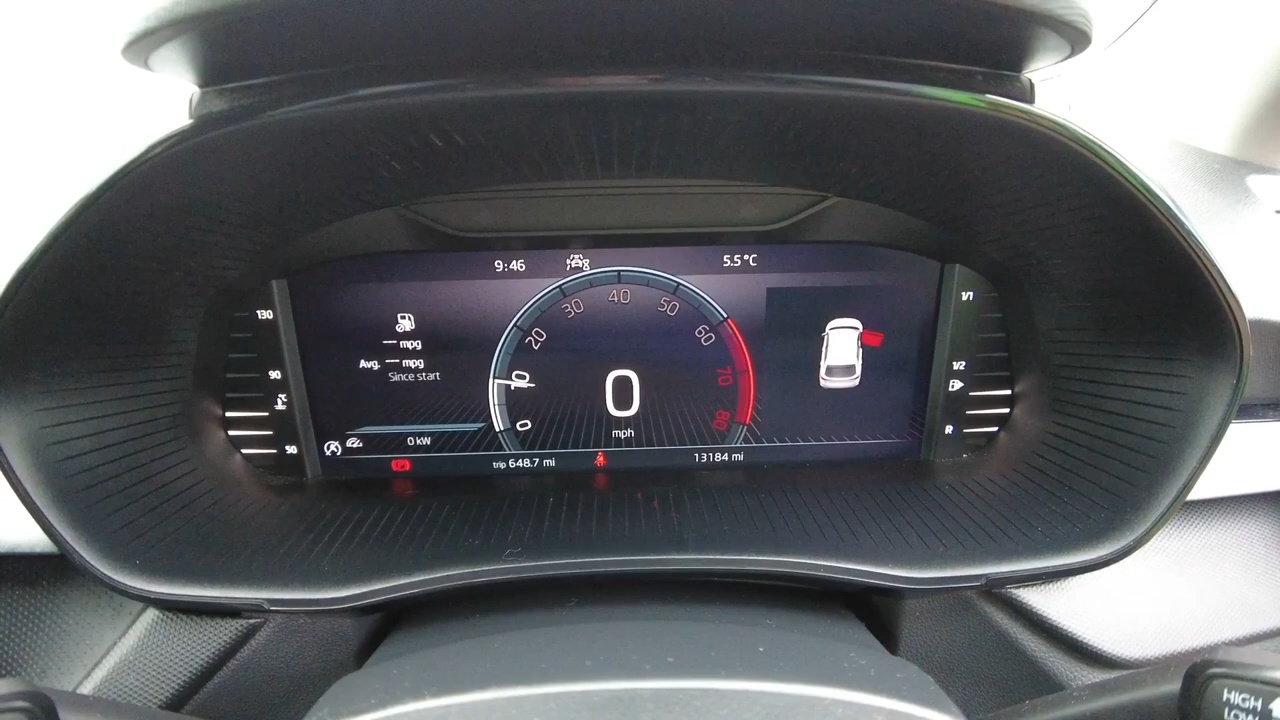 9:46
5.5°C
130
90
°C
50
--- mpg
Avg. --- mpg
Since start
0 kW
0
10
20
30
40
50
60
70
80
0
mph
1/1
1/2
R
trip 648.7 mi
13184 mi
HIGH
LOW